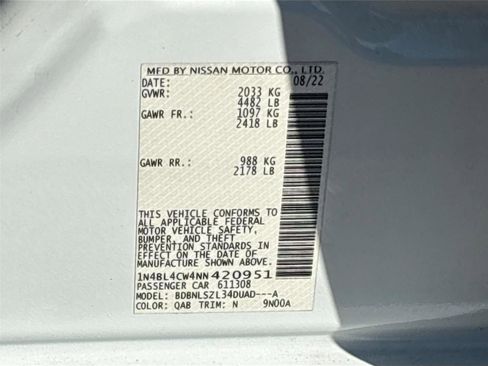 MFD BY NISSAN MOTOR CO., LTD.
DATE: 08/22
GVWR: 2033 KG
4482 LB
GAWR FR.: 1097 KG
2418 LB
GAWR RR.: 988 KG
2178 LB
THIS VEHICLE CONFORMS TO
ALL APPLICABLE FEDERAL
MOTOR VEHICLE SAFETY,
BUMPER, AND THEFT
PREVENTION STANDARDS IN
EFFECT ON THE DATE OF
MANUFACTURE SHOWN ABOVE
1N4BL4CW4NN420951
PASSENGER CAR 611308
MODEL: BDBNLSZL34DUAD---A
COLOR: QAB TRIM: N 9N00A